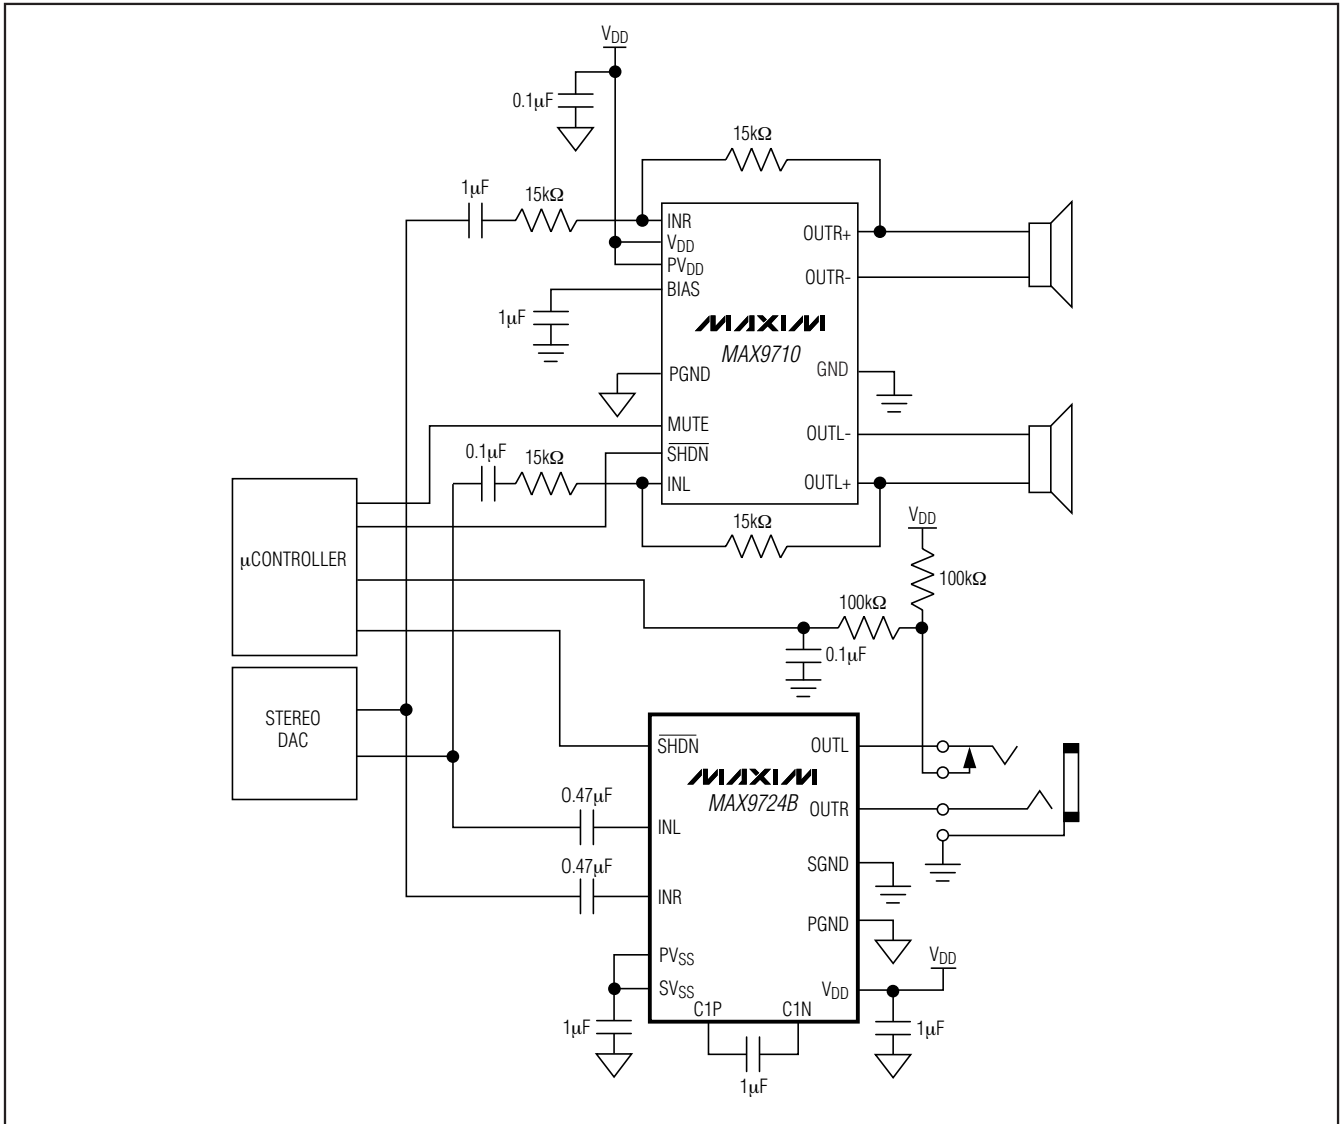 VDD
0.1µF
15kΩ
1µF
15kΩ
INR
VDD
PVDD
BIAS
OUTR+
OUTR-
1µF
MAXIM
MAX9710
PGND
GND
MUTE
SHDN
INL
OUTL-
OUTL+
0.1µF
15kΩ
15kΩ
VDD
100kΩ
100kΩ
0.1µF
µCONTROLLER
STEREO
DAC
SHDN
OUTL
MAXIM
MAX9724B
OUTR
0.47µF
INL
0.47µF
INR
SGND
PGND
PVSS
SVSS
VDD
VDD
C1P
C1N
1µF
1µF
1µF